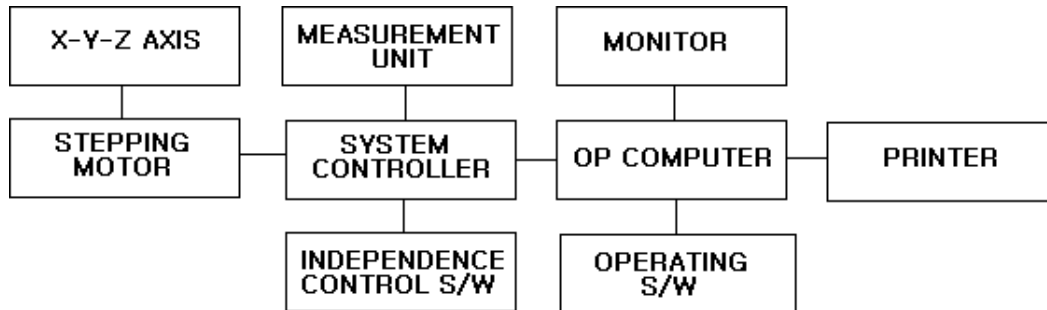 X-Y-Z AXIS
MEASUREMENT
UNIT
MONITOR
STEPPING
MOTOR
SYSTEM
CONTROLLER
OP COMPUTER
PRINTER
INDEPENDENCE
CONTROL S/W
OPERATING
S/W